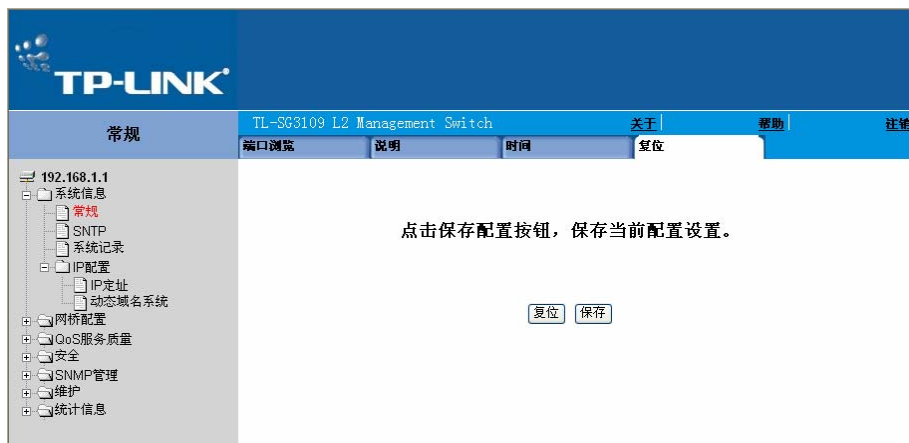 TP-LINK
常规
TL-SG3109 L2 Management Switch
关于
帮助
注销
端口浏览
说明
时间
复位
192.168.1.1
系统信息
常规
SNTP
系统记录
IP配置
IP定址
动态域名系统
网桥配置
QoS服务质量
安全
SNMP管理
维护
统计信息
点击保存配置按钮，保存当前配置设置。
复位
保存